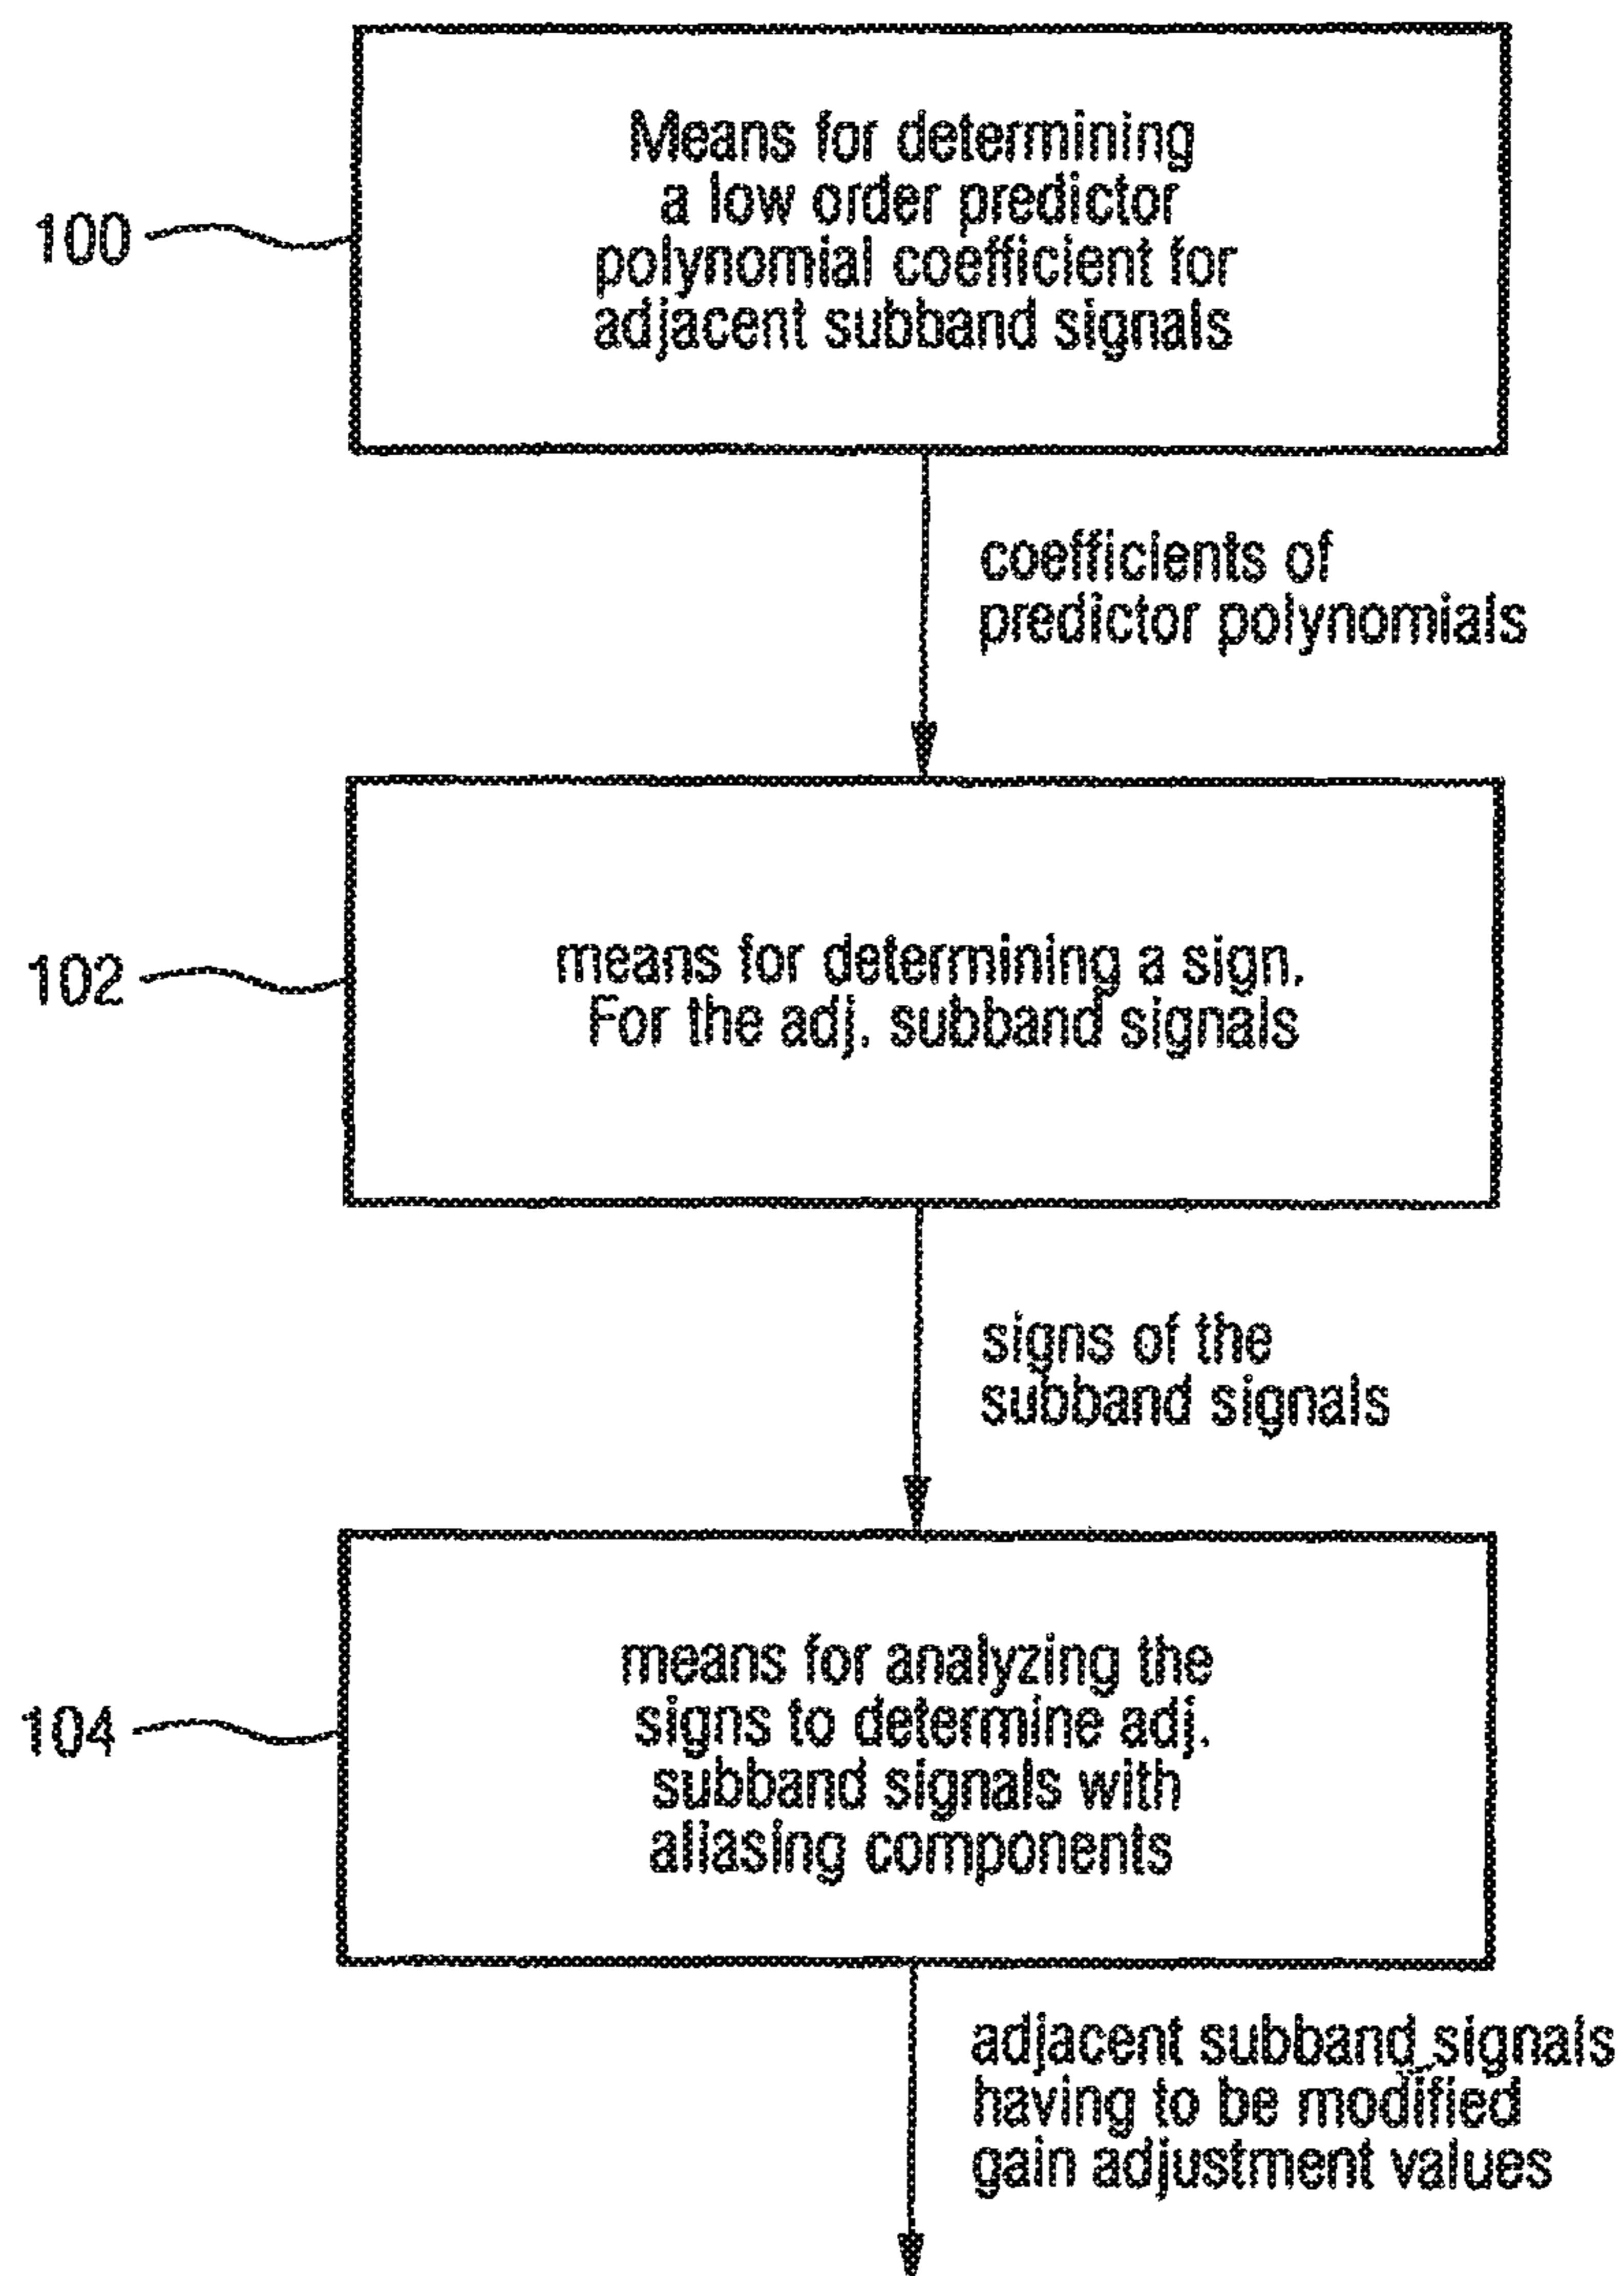 Means for determining
a low order predictor
polynomial coefficient for
adjacent subband signals
100
coefficients of
predictor polynomials
means for determining a sign.
For the adj. subband signals
102
signs of the
subband signals
means for analyzing the
signs to determine adj.
subband signals with
aliasing components
104
adjacent subband signals
having to be modified
gain adjustment values